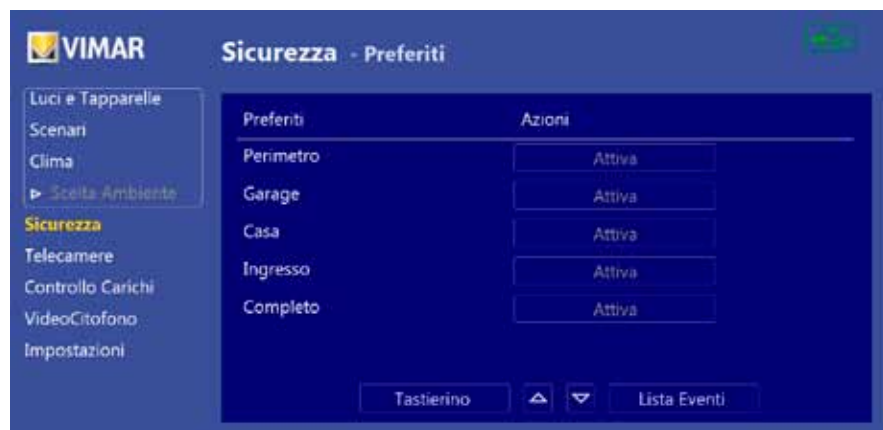 VIMAR
Sicurezza - Preferiti
Luci e Tapparelle
Scenari
Clima
Scelta Ambiente
Sicurezza
Telecamere
Controllo Carichi
VideoCitofono
Impostazioni
Preferiti Azioni
Perimetro Attiva
Garage Attiva
Casa Attiva
Ingresso Attiva
Completo Attiva
Tastierino Lista Eventi